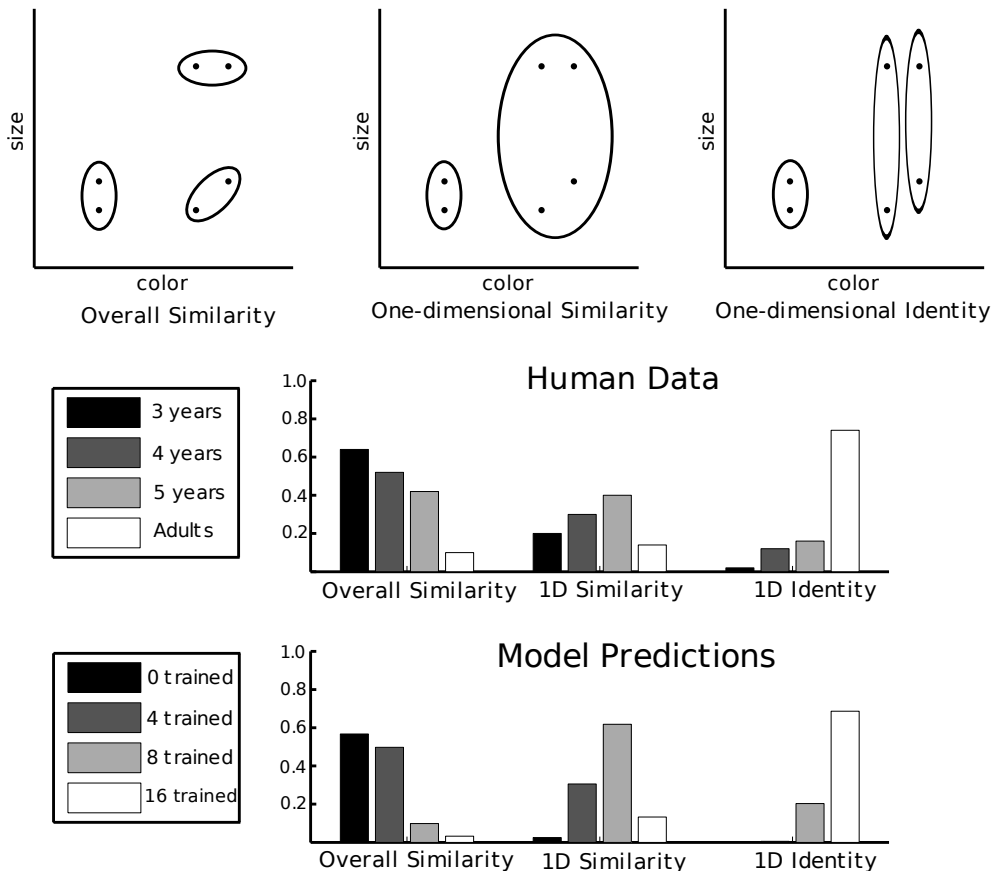 size
color
Overall Similarity
size
color
One-dimensional Similarity
size
color
One-dimensional Identity
3 years
4 years
5 years
Adults
Human Data
1.0
0.8
0.6
0.4
0.2
Overall Similarity
1D Similarity
1D Identity
0 trained
4 trained
8 trained
16 trained
Model Predictions
1.0
0.8
0.6
0.4
0.2
Overall Similarity
1D Similarity
1D Identity